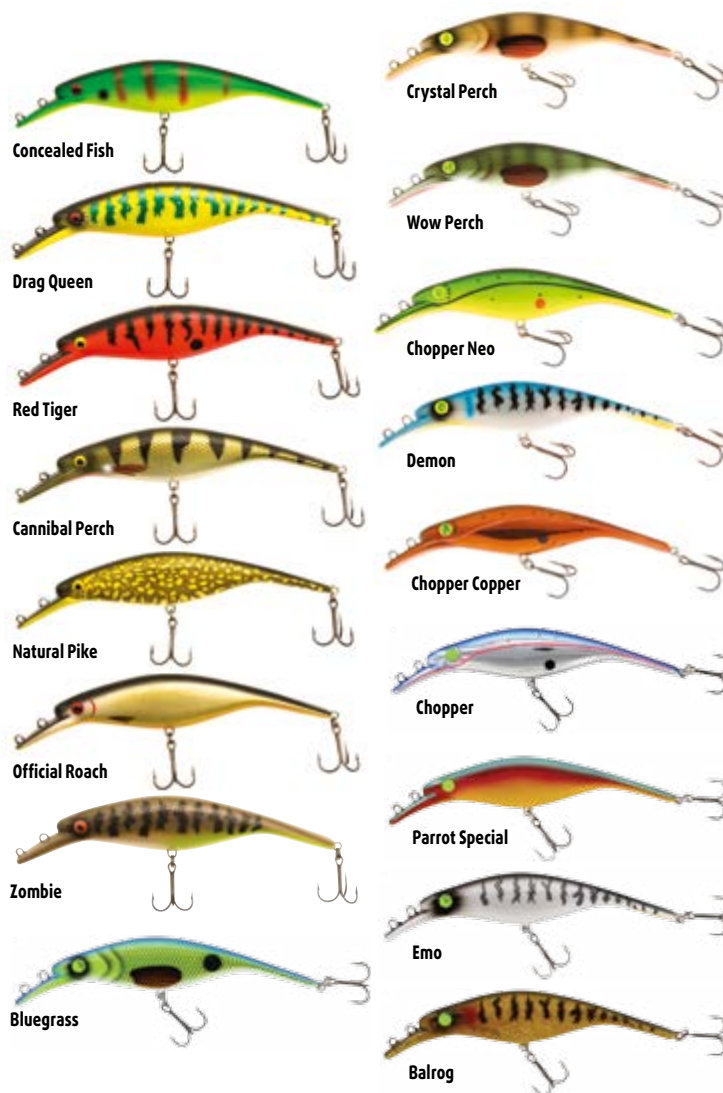 Concealed Fish
Drag Queen
Red Tiger
Cannibal Perch
Natural Pike
Official Roach
Zombie
Bluegrass
Crystal Perch
Wow Perch
Chopper Neo
Demon
Chopper Copper
Chopper
Parrot Special
Emo
Balrog